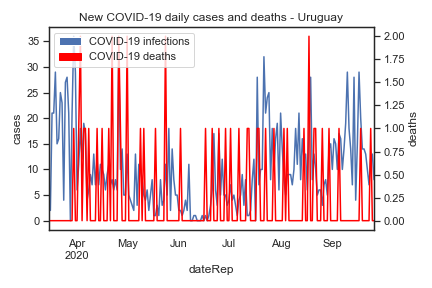 New COVID-19 daily cases and deaths - Uruguay
COVID-19 infections
COVID-19 deaths
35
30
25
20
15
10
5
0
cases
2.00
1.75
1.50
1.25
1.00
0.75
0.50
0.25
0.00
deaths
Apr May Jun Jul Aug Sep
2020
dateRep